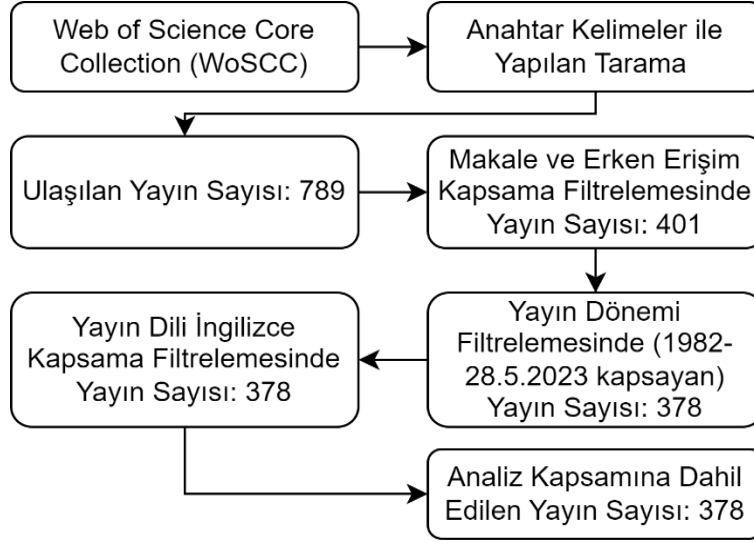 Web of Science Core
Collection (WoSCC)
Anahtar Kelimeler ile
Yapılan Tarama
Ulaşılan Yayın Sayısı: 789
Makale ve Erken Erişim
Kapsama Filtrelemesinde
Yayın Sayısı: 401
Yayın Dönemi
Filtrelemesinde (1982-
28.5.2023 kapsayan)
Yayın Sayısı: 378
Yayın Dili İngilizce
Kapsama Filtrelemesinde
Yayın Sayısı: 378
Analiz Kapsamına Dahil
Edilen Yayın Sayısı: 378